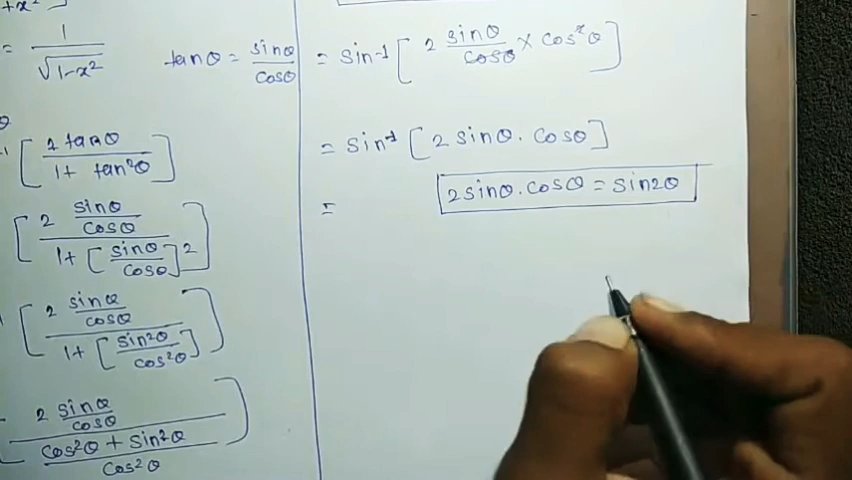 +x²
= 1/√1-x²
tanθ = sinθ/cosθ
θ
-1 [ 2 tanθ / 1 + tan²θ ]
[ 2 sinθ/cosθ / 1 + [ sinθ/cosθ ]² ]
[ 2 sinθ/cosθ / 1 + [ sin²θ/cos²θ ] ]
2 sinθ/cosθ / cos²θ + sin²θ / cos²θ
= sin⁻¹ [ 2 sinθ/cosθ × cos²θ ]
= sin⁻¹ [ 2 sinθ . cosθ ]
2sinθ.cosθ = sin2θ
=